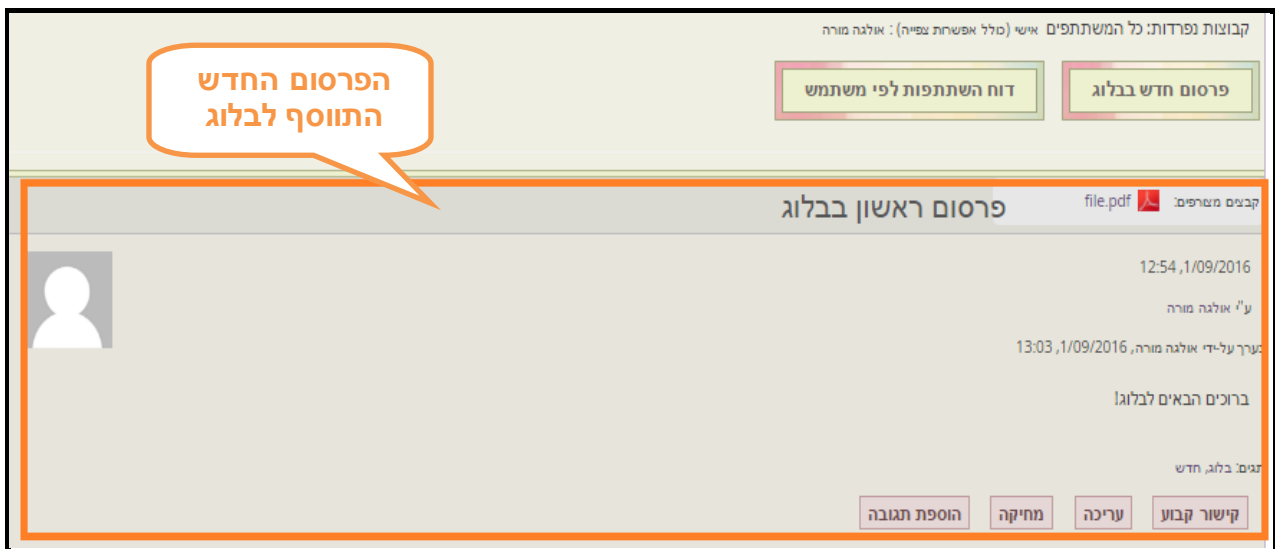 קבוצות נפרדות: כל המשתתפים אישי (כולל אפשרות צפייה) : אולגה מורה
פרסום חדש בבלוג
דוח השתתפות לפי משתמש
הפרסום החדש
התווסף לבלוג
קבצים מצורפים: file.pdf
פרסום ראשון בבלוג
1/09/2016, 12:54
ע"י אולגה מורה
נערך על-ידי אולגה מורה, 1/09/2016, 13:03
ברוכים הבאים לבלוג!
תגים: בלוג, חדש
קישור קבוע
עריכה
מחיקה
הוספת תגובה